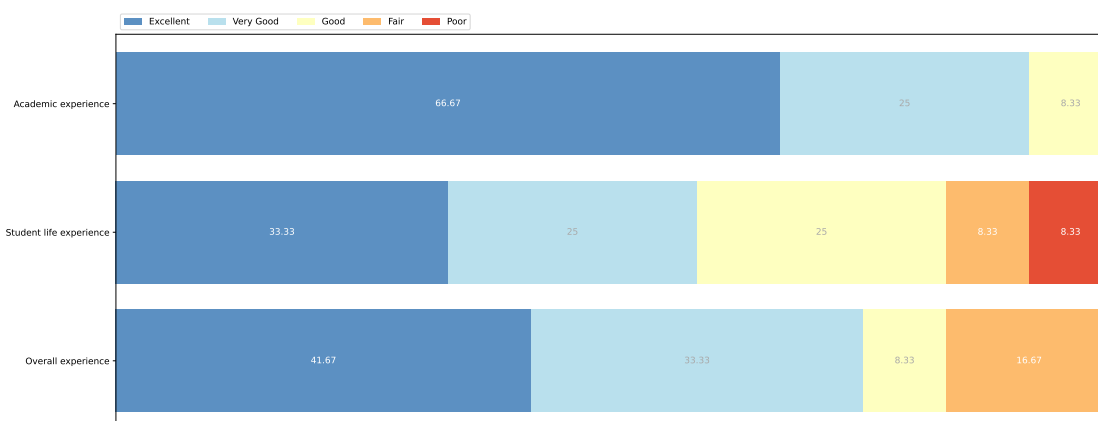 Excellent Very Good Good Fair Poor
Academic experience 66.67 25 8.33
Student life experience 33.33 25 25 8.33 8.33
Overall experience 41.67 33.33 8.33 16.67